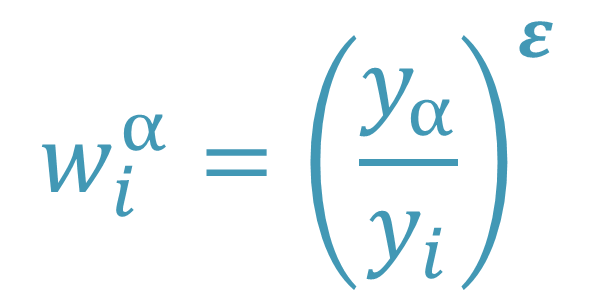 w_i^α = (y_α / y_i)^ε